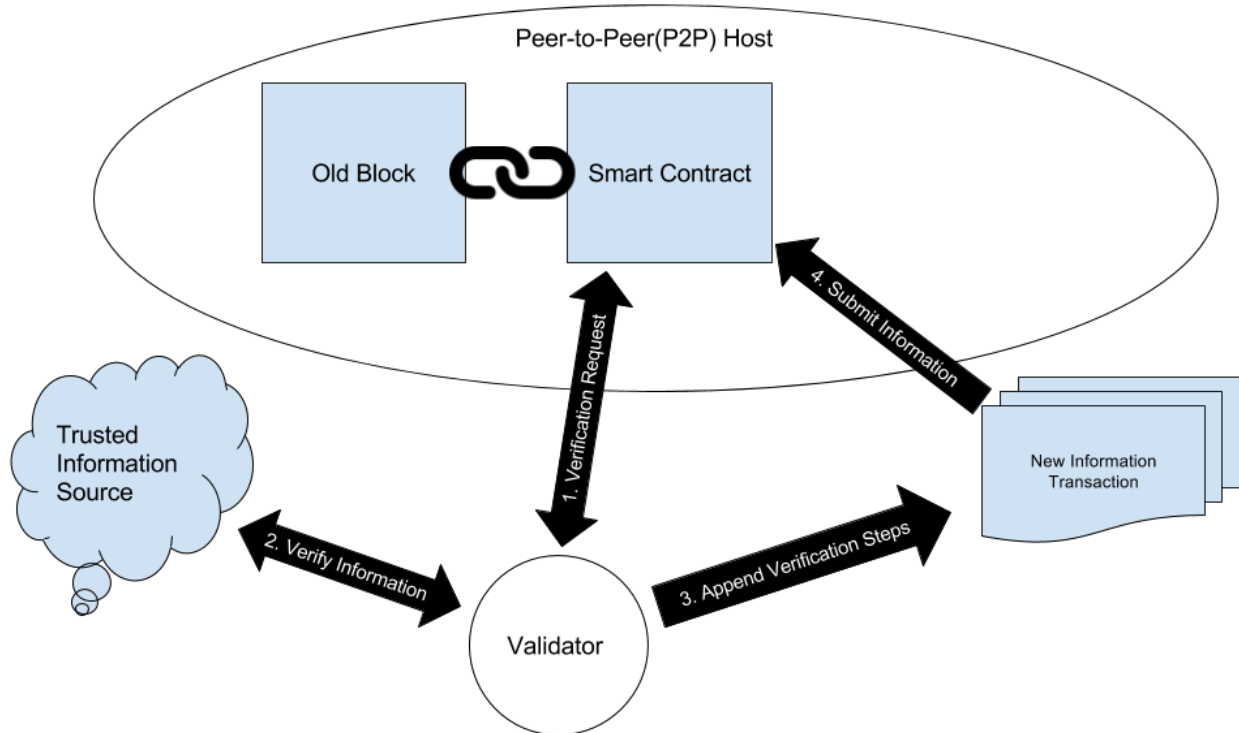 Peer-to-Peer(P2P) Host
Old Block
Smart Contract
4. Submit Information
1. Verification Request
Trusted
Information
Source
New Information
Transaction
2. Verify Information
3. Append Verification Steps
Validator